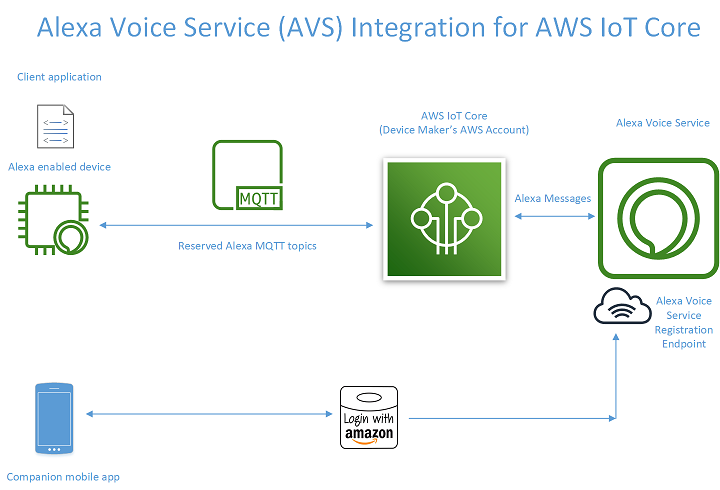 Alexa Voice Service (AVS) Integration for AWS IoT Core
Client application
<--->
<--->
Alexa enabled device
MQTT
Reserved Alexa MQTT topics
AWS IoT Core
(Device Maker's AWS Account)
Alexa Messages
Alexa Voice Service
Alexa Voice
Service
Registration
Endpoint
Login with
amazon
Companion mobile app